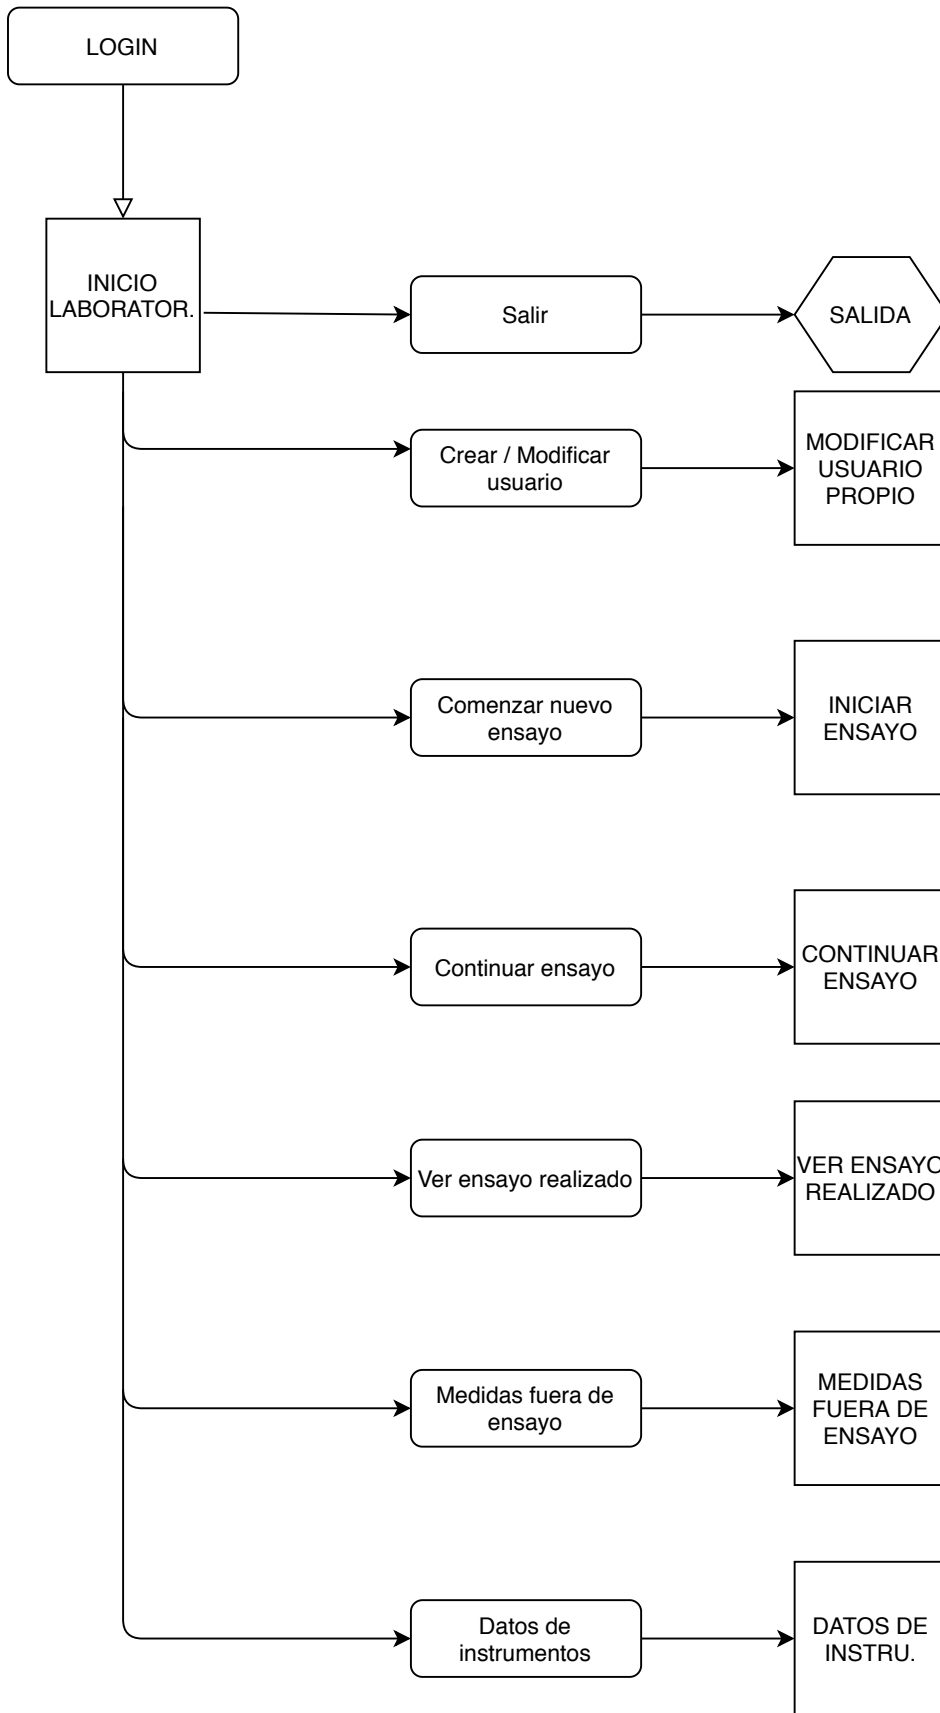 LOGIN
INICIO
LABORATOR.
Salir
SALIDA
Crear / Modificar
usuario
MODIFICAR
USUARIO
PROPIO
Comenzar nuevo
ensayo
INICIAR
ENSAYO
Continuar ensayo
CONTINUAR
ENSAYO
Ver ensayo realizado
VER ENSAYO
REALIZADO
Medidas fuera de
ensayo
MEDIDAS
FUERA DE
ENSAYO
Datos de
instrumentos
DATOS DE
INSTRU.